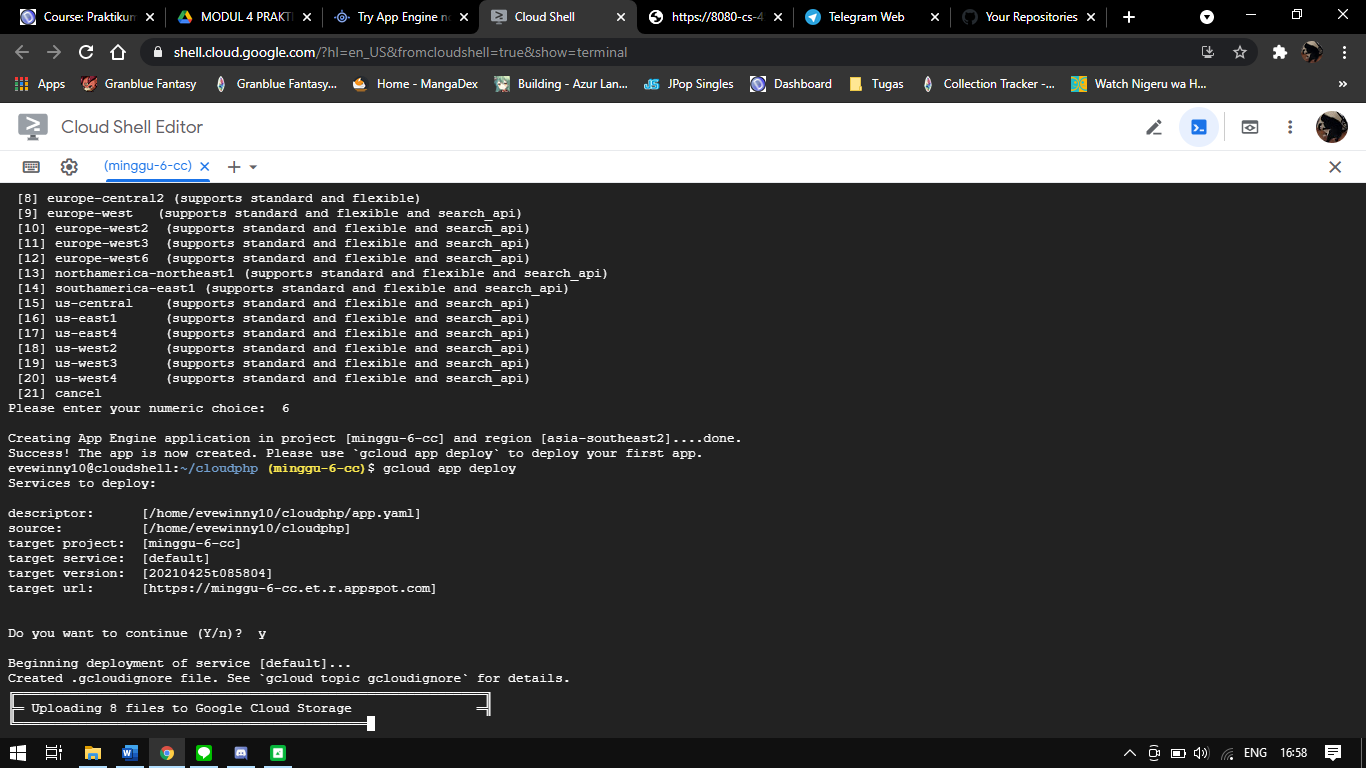 Course: Praktikum
MODUL 4 PRAKT
Try App Engine no
Cloud Shell
https://8080-cs-4
Telegram Web
Your Repositories
shell.cloud.google.com/?hl=en_US&fromcloudshell=true&show=terminal
Apps
Granblue Fantasy
Granblue Fantasy...
Home - MangaDex
Building - Azur Lan...
JPop Singles
Dashboard
Tugas
Collection Tracker -...
Watch Nigeru wa H...
»
Cloud Shell Editor
(minggu-6-cc)
[8] europe-central2 (supports standard and flexible)
[9] europe-west   (supports standard and flexible and search_api)
[10] europe-west2  (supports standard and flexible and search_api)
[11] europe-west3  (supports standard and flexible and search_api)
[12] europe-west6  (supports standard and flexible and search_api)
[13] northamerica-northeast1 (supports standard and flexible and search_api)
[14] southamerica-east1 (supports standard and flexible and search_api)
[15] us-central    (supports standard and flexible and search_api)
[16] us-east1      (supports standard and flexible and search_api)
[17] us-east4      (supports standard and flexible and search_api)
[18] us-west2      (supports standard and flexible and search_api)
[19] us-west3      (supports standard and flexible and search_api)
[20] us-west4      (supports standard and flexible and search_api)
[21] cancel
Please enter your numeric choice:  6
Creating App Engine application in project [minggu-6-cc] and region [asia-southeast2]....done.
Success! The app is now created. Please use `gcloud app deploy` to deploy your first app.
evewinny10@cloudshell:~/cloudphp (minggu-6-cc)$ gcloud app deploy
Services to deploy:
descriptor:      [/home/evewinny10/cloudphp/app.yaml]
source:          [/home/evewinny10/cloudphp]
target project:  [minggu-6-cc]
target service:  [default]
target version:  [20210425t085804]
target url:      [https://minggu-6-cc.et.r.appspot.com]
Do you want to continue (Y/n)?  y
Beginning deployment of service [default]...
Created .gcloudignore file. See `gcloud topic gcloudignore` for details.
Uploading 8 files to Google Cloud Storage
ENG
16:58